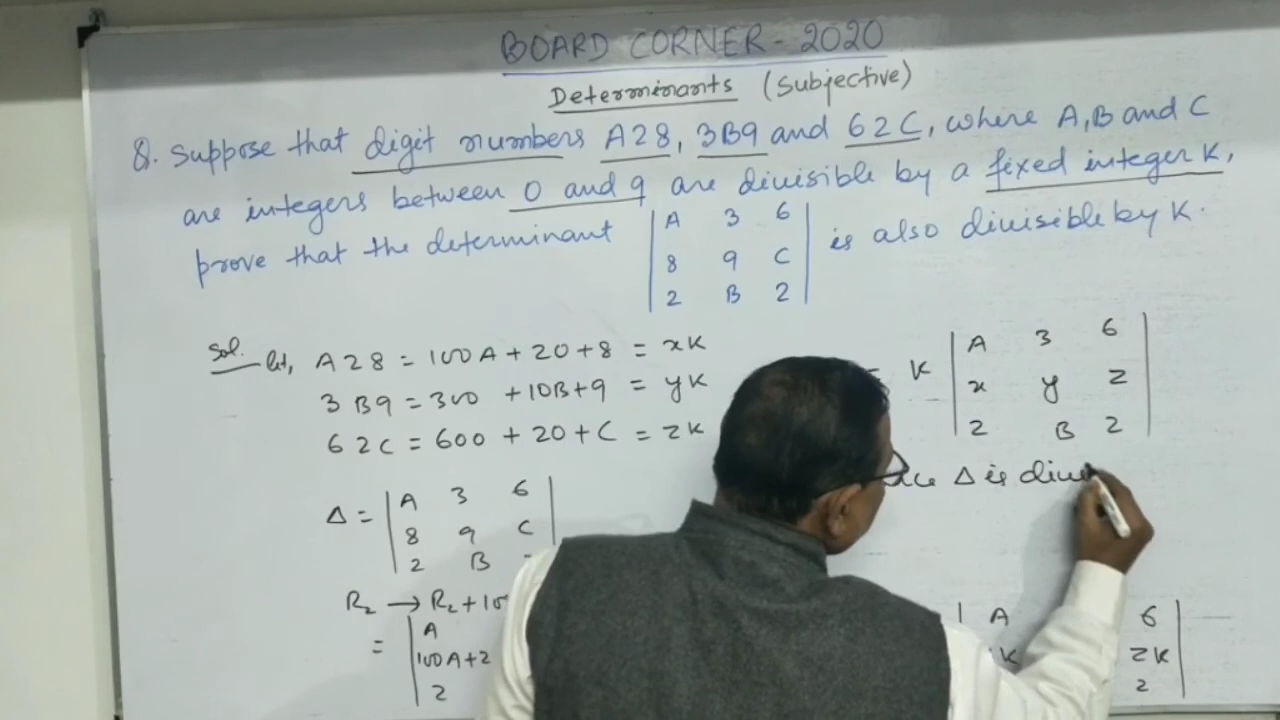 BOARD CORNER - 2020
Determinants (Subjective)
Q. Suppose that digit numbers A28, 3B9 and 62C, where A, B and C
are integers between 0 and 9 are divisible by a fixed integer K,
prove that the determinant | A 3 6 | is also divisible by K.
| 8 9 C |
| 2 B 2 |
Sol. let, A28 = 100A + 20 + 8 = xK
3B9 = 300 + 10B + 9 = yK
62C = 600 + 20 + C = zK
Δ = | A 3 6 |
| 8 9 C |
| 2 B
R₂ → R₂ + 10
= | A
| 100A + 2
| 2
= K | A 3 6 |
| x y z |
| 2 B 2 |
Δ is divi
| A 6 |
K zK |
2 |